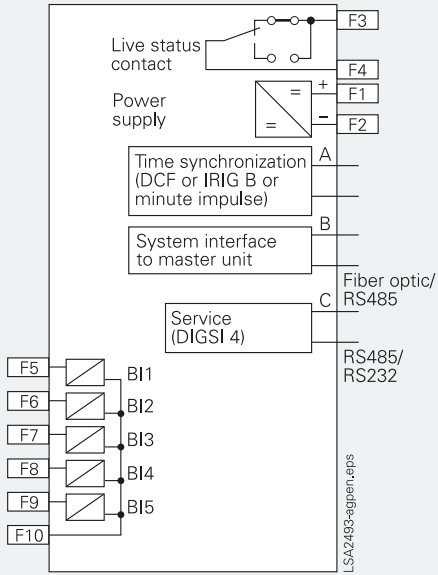 F3
Live status
contact
F4
+
F1
Power
supply
=
=
–
F2
A
Time synchronization
(DCF or IRIG B or
minute impulse)
B
System interface
to master unit
Fiber optic/
RS485
C
Service
(DIGSI 4)
RS485/
RS232
F5
BI1
F6
BI2
F7
BI3
F8
BI4
F9
BI5
F10
LSA2493-agpen.eps